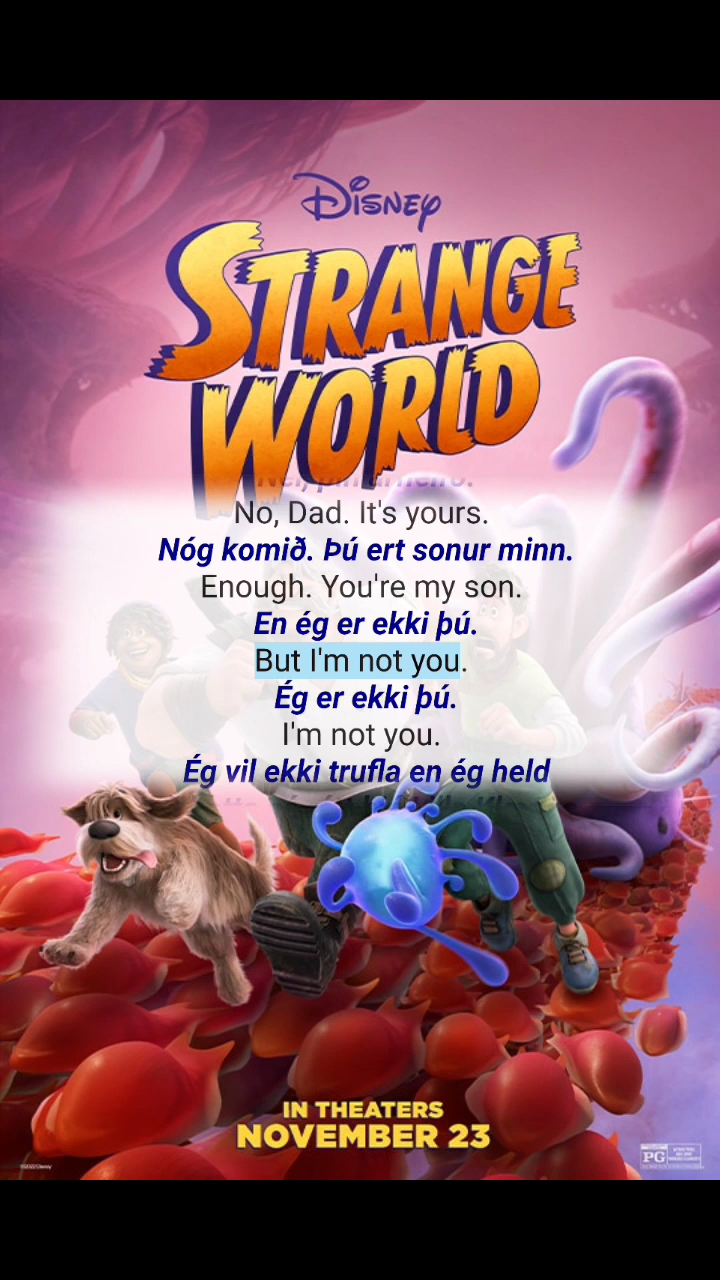 Disney
STRANGE
WORLD
No, Dad. It's yours.
Nóg komið. Þú ert sonur minn.
Enough. You're my son.
En ég er ekki þú.
But I'm not you.
Ég er ekki þú.
I'm not you.
Ég vil ekki trufla en ég held
IN THEATERS
NOVEMBER 23
PG